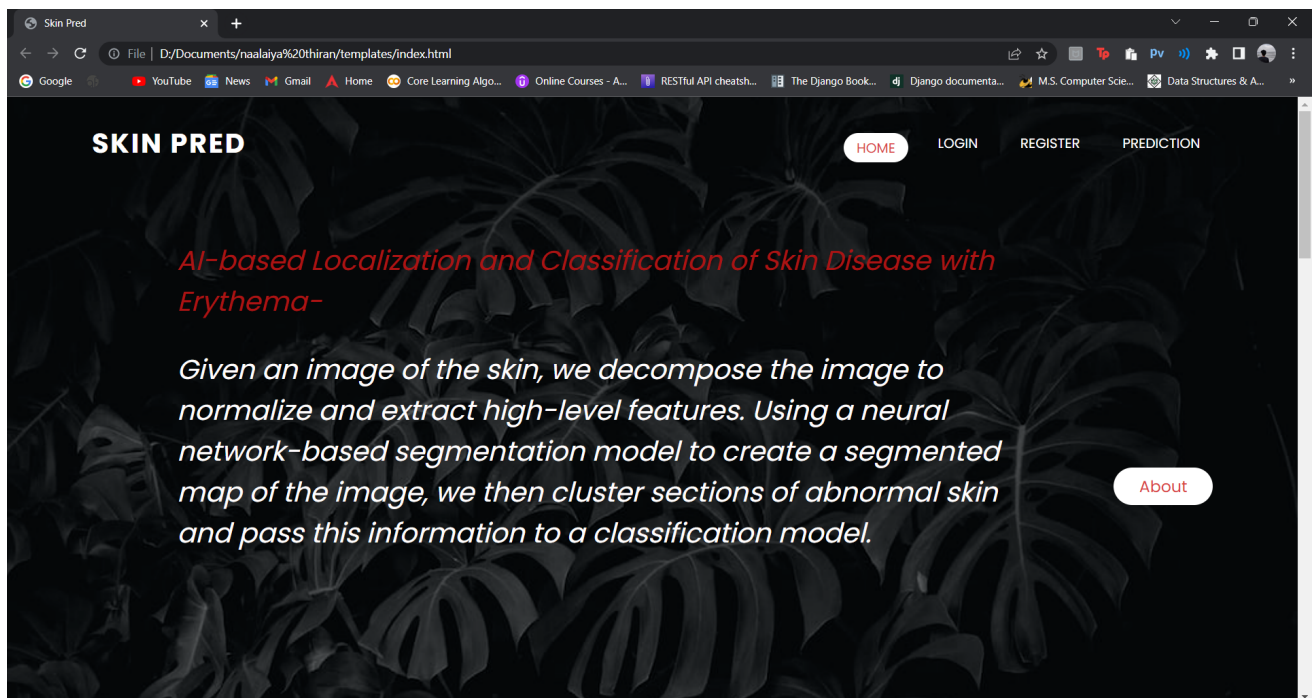 Skin Pred
File | D:/Documents/naalaiya%20thiran/templates/index.html
Google YouTube News Gmail Home Core Learning Algo... Online Courses - A... RESTful API cheatsh... The Django Book... Django documenta... M.S. Computer Scie... Data Structures & A...
SKIN PRED HOME LOGIN REGISTER PREDICTION
AI-based Localization and Classification of Skin Disease with
Erythema-
Given an image of the skin, we decompose the image to
normalize and extract high-level features. Using a neural
network-based segmentation model to create a segmented
map of the image, we then cluster sections of abnormal skin
and pass this information to a classification model.
About